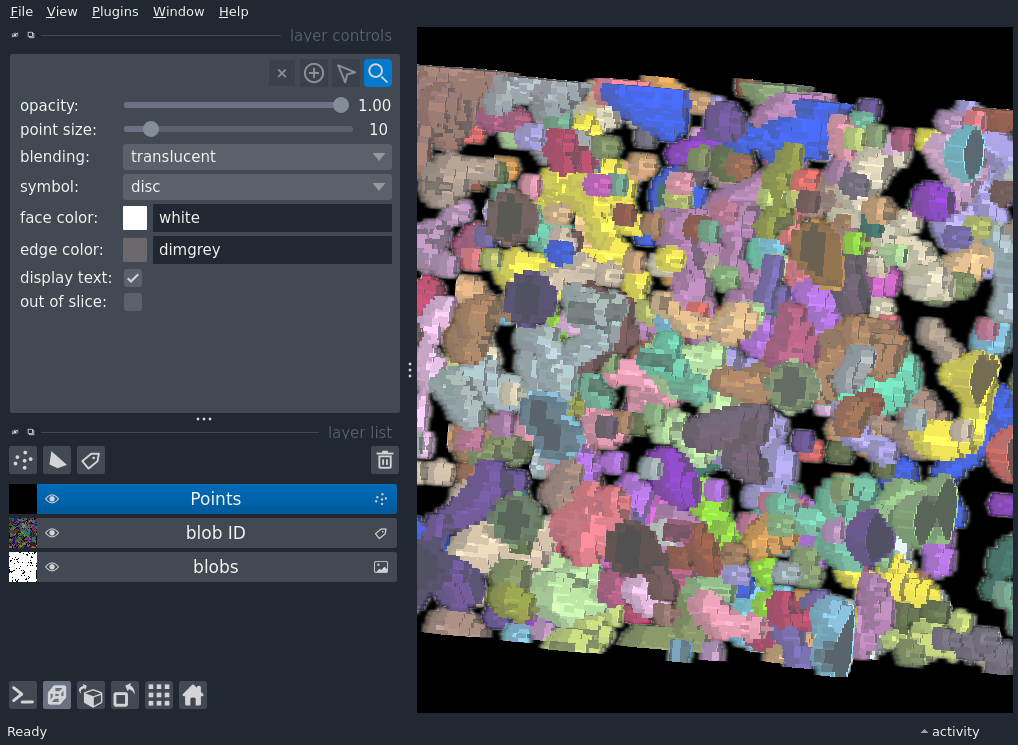 File View Plugins Window Help
layer controls
opacity: 1.00
point size: 10
blending: translucent
symbol: disc
face color: white
edge color: dimgrey
display text:
out of slice:
layer list
Points
blob ID
blobs
Ready activity